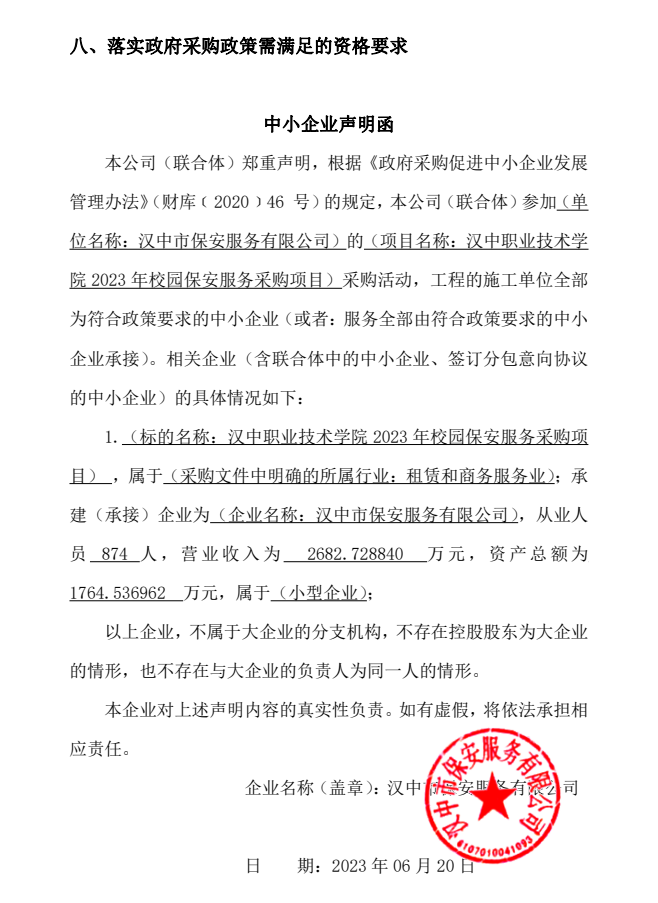 八、落实政府采购政策需满足的资格要求
中小企业声明函
本公司（联合体）郑重声明，根据《政府采购促进中小企业发展
管理办法》（财库﹝2020﹞46 号）的规定，本公司（联合体）参加（单
位名称：汉中市保安服务有限公司）的（项目名称：汉中职业技术学
院 2023 年校园保安服务采购项目）采购活动，工程的施工单位全部
为符合政策要求的中小企业（或者：服务全部由符合政策要求的中小
企业承接）。相关企业（含联合体中的中小企业、签订分包意向协议
的中小企业）的具体情况如下：
1.（标的名称：汉中职业技术学院 2023 年校园保安服务采购项
目），属于（采购文件中明确的所属行业：租赁和商务服务业）；承
建（承接）企业为（企业名称：汉中市保安服务有限公司），从业人
员 874 人，营业收入为 2682.728840 万元，资产总额为
1764.536962 万元，属于（小型企业）；
以上企业，不属于大企业的分支机构，不存在控股股东为大企业
的情形，也不存在与大企业的负责人为同一人的情形。
本企业对上述声明内容的真实性负责。如有虚假，将依法承担相
应责任。
企业名称（盖章）：汉中市保安服务有限公司
汉中市保安服务有限公司
6107010041093
日 期：2023 年 06 月 20 日